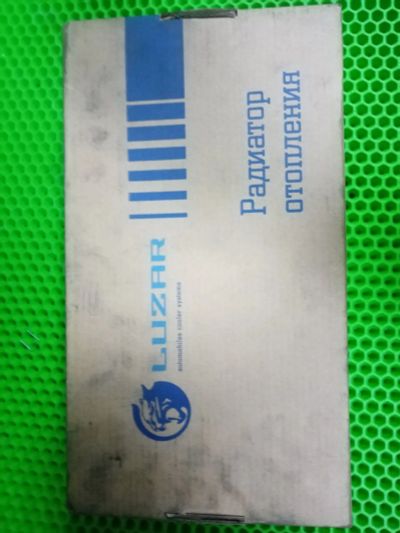 LUZAR
automobiles cooler systems
Радиатор
отопления